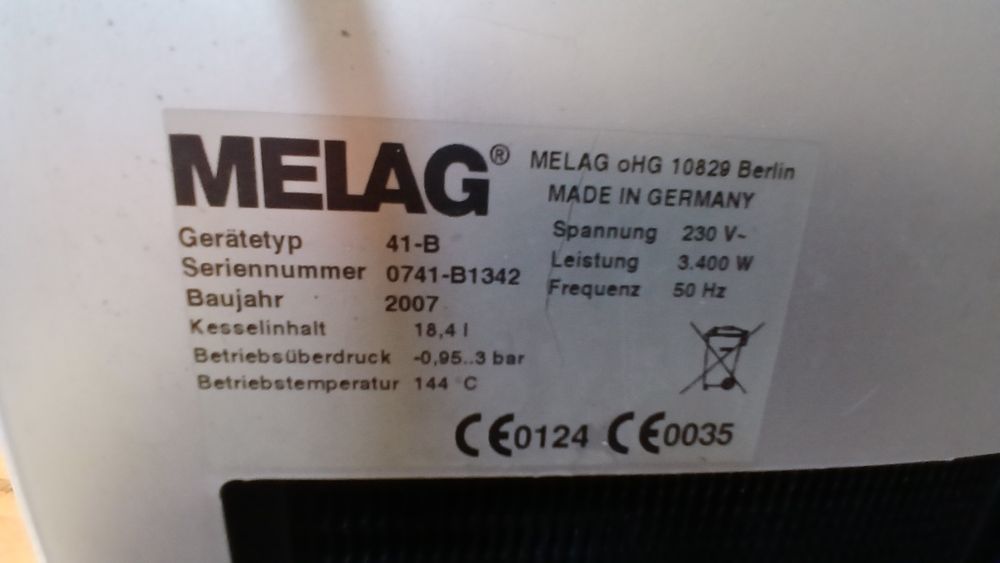 MELAG® MELAG oHG 10829 Berlin
MADE IN GERMANY
Gerätetyp 41-B
Seriennummer 0741-B1342
Baujahr 2007
Kesselinhalt 18,4 l
Betriebsüberdruck -0,95..3 bar
Betriebstemperatur 144 °C
Spannung 230 V~
Leistung 3.400 W
Frequenz 50 Hz
CE0124 CE0035